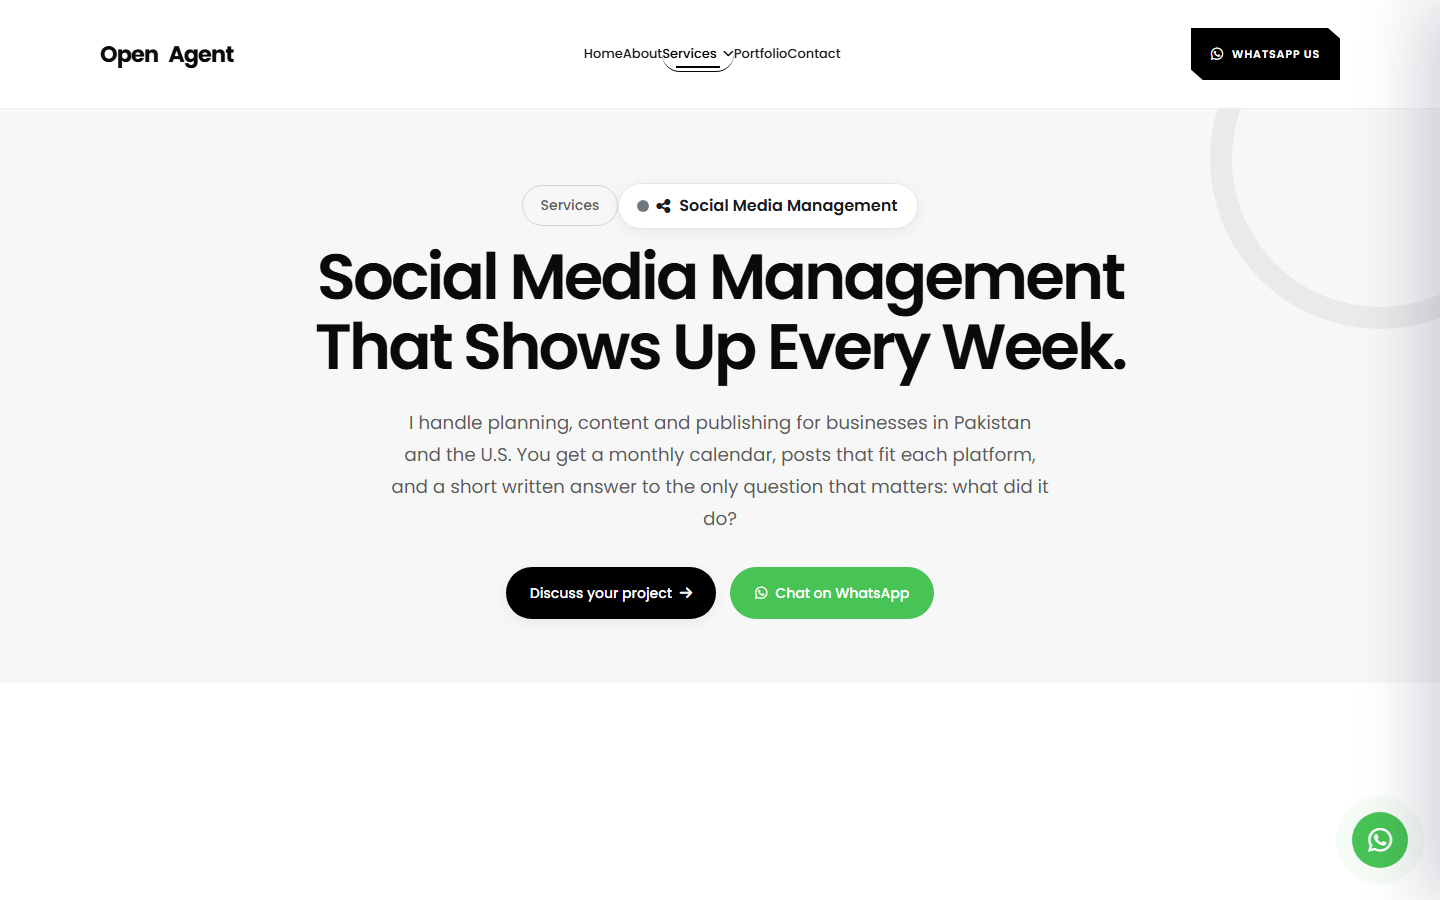 Open Agent
Home About Services Portfolio Contact
WHATSAPP US
Services
Social Media Management
Social Media Management
That Shows Up Every Week.
I handle planning, content and publishing for businesses in Pakistan
and the U.S. You get a monthly calendar, posts that fit each platform,
and a short written answer to the only question that matters: what did it
do?
Discuss your project
Chat on WhatsApp